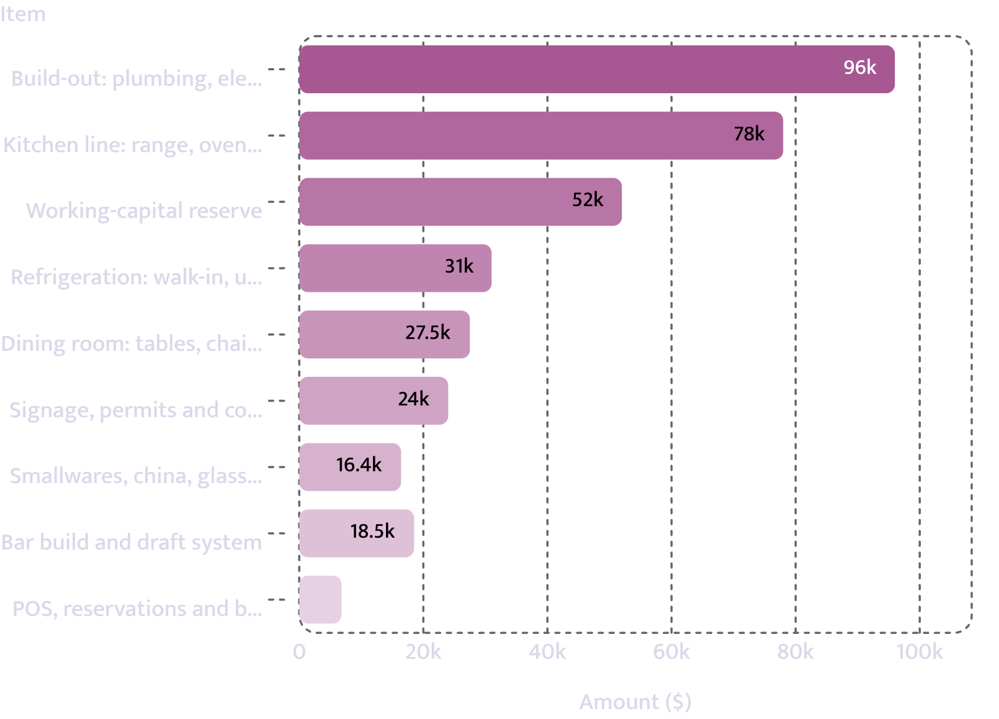 Item
Build-out: plumbing, ele...
96k
Kitchen line: range, oven...
78k
Working-capital reserve
52k
Refrigeration: walk-in, u...
31k
Dining room: tables, chai...
27.5k
Signage, permits and co...
24k
Smallwares, china, glass...
16.4k
Bar build and draft system
18.5k
POS, reservations and b...
0 20k 40k 60k 80k 100k
Amount ($)